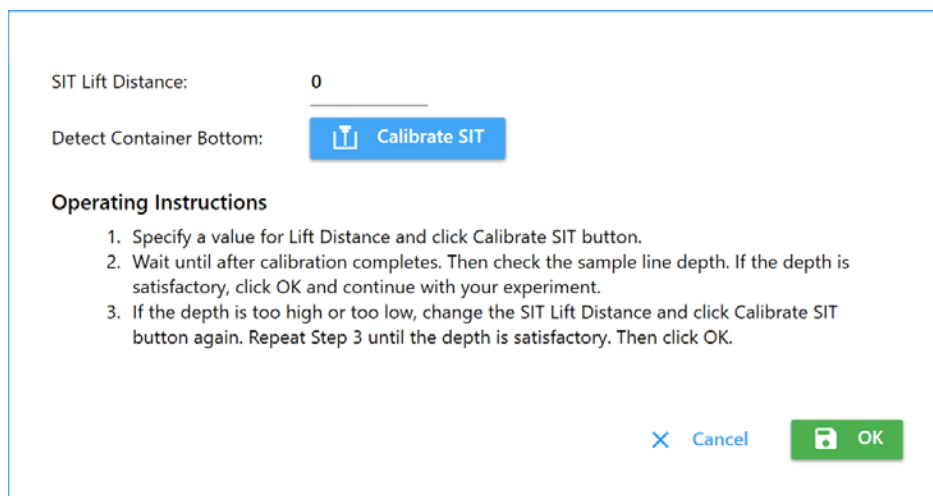 SIT Lift Distance: 0
Detect Container Bottom: Calibrate SIT
Operating Instructions
1. Specify a value for Lift Distance and click Calibrate SIT button.
2. Wait until after calibration completes. Then check the sample line depth. If the depth is
satisfactory, click OK and continue with your experiment.
3. If the depth is too high or too low, change the SIT Lift Distance and click Calibrate SIT
button again. Repeat Step 3 until the depth is satisfactory. Then click OK.
Cancel OK